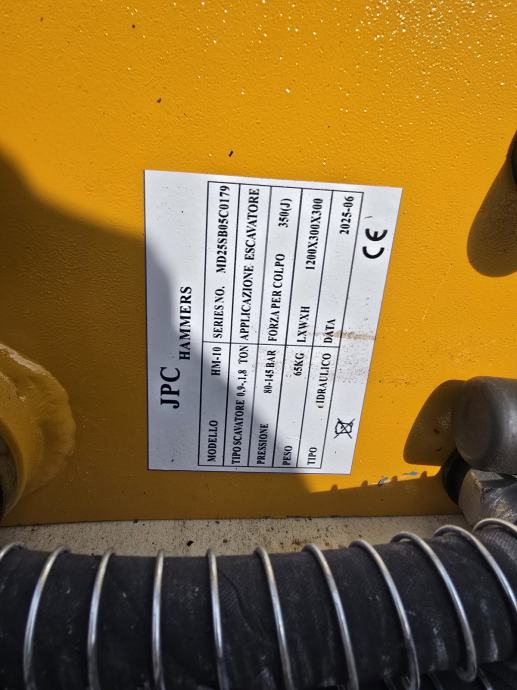 JPC
HAMMERS
MODELLO HM-10 SERIES NO. MD25SB05C0179
TIPO SCAVATORE 0,9-1,8 TON APPLICAZIONE ESCAVATORE
PRESSIONE 80-145 BAR FORZA PER COLPO 350(J)
PESO 65KG LXWXH 1200X300X300
TIPO IDRAULICO DATA 2025-06
CE